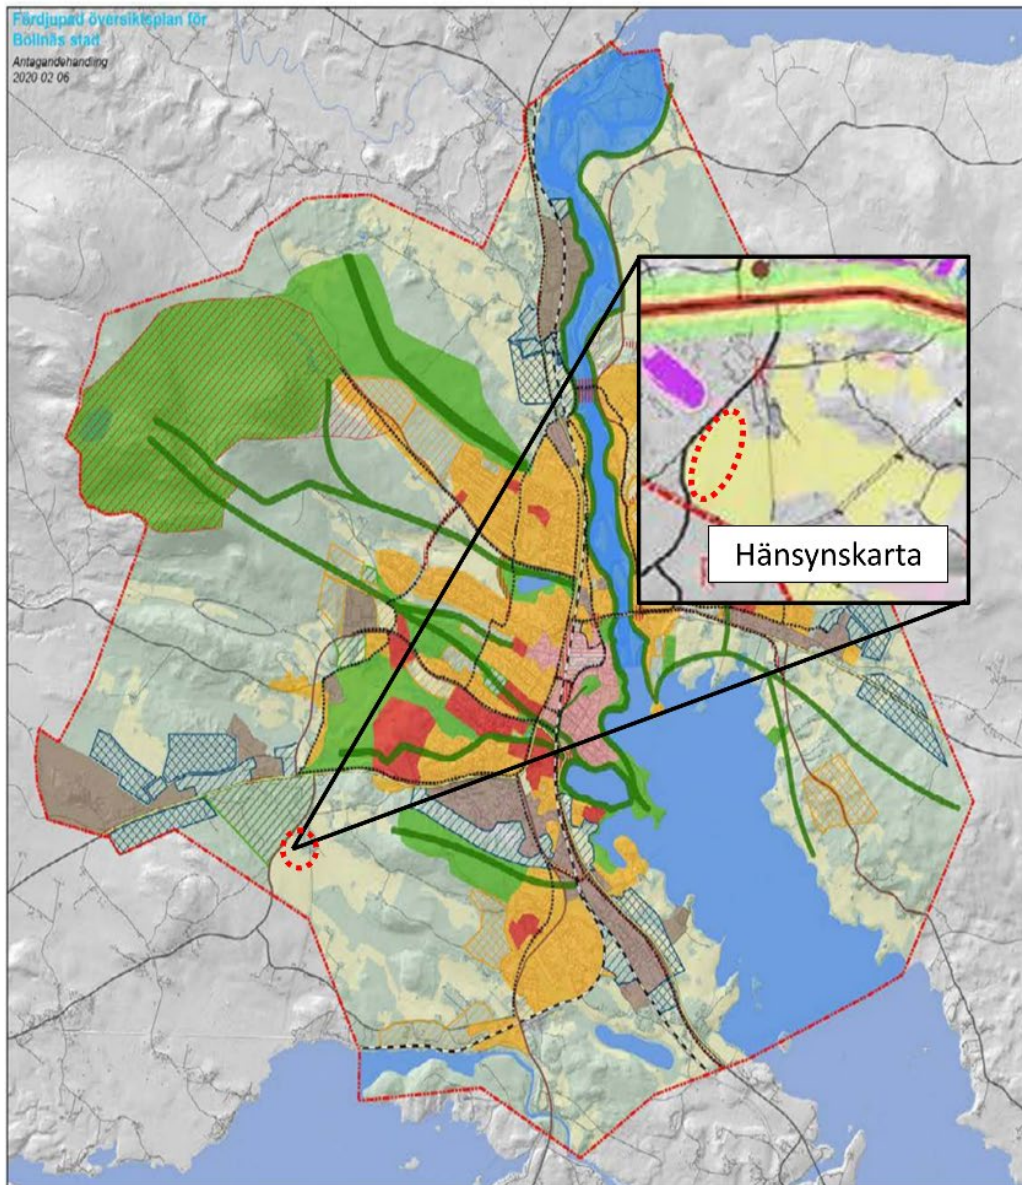 Fördjupad översiktsplan för
Bollnäs stad
Antagandehandling
2020 02 06
Hänsynskarta